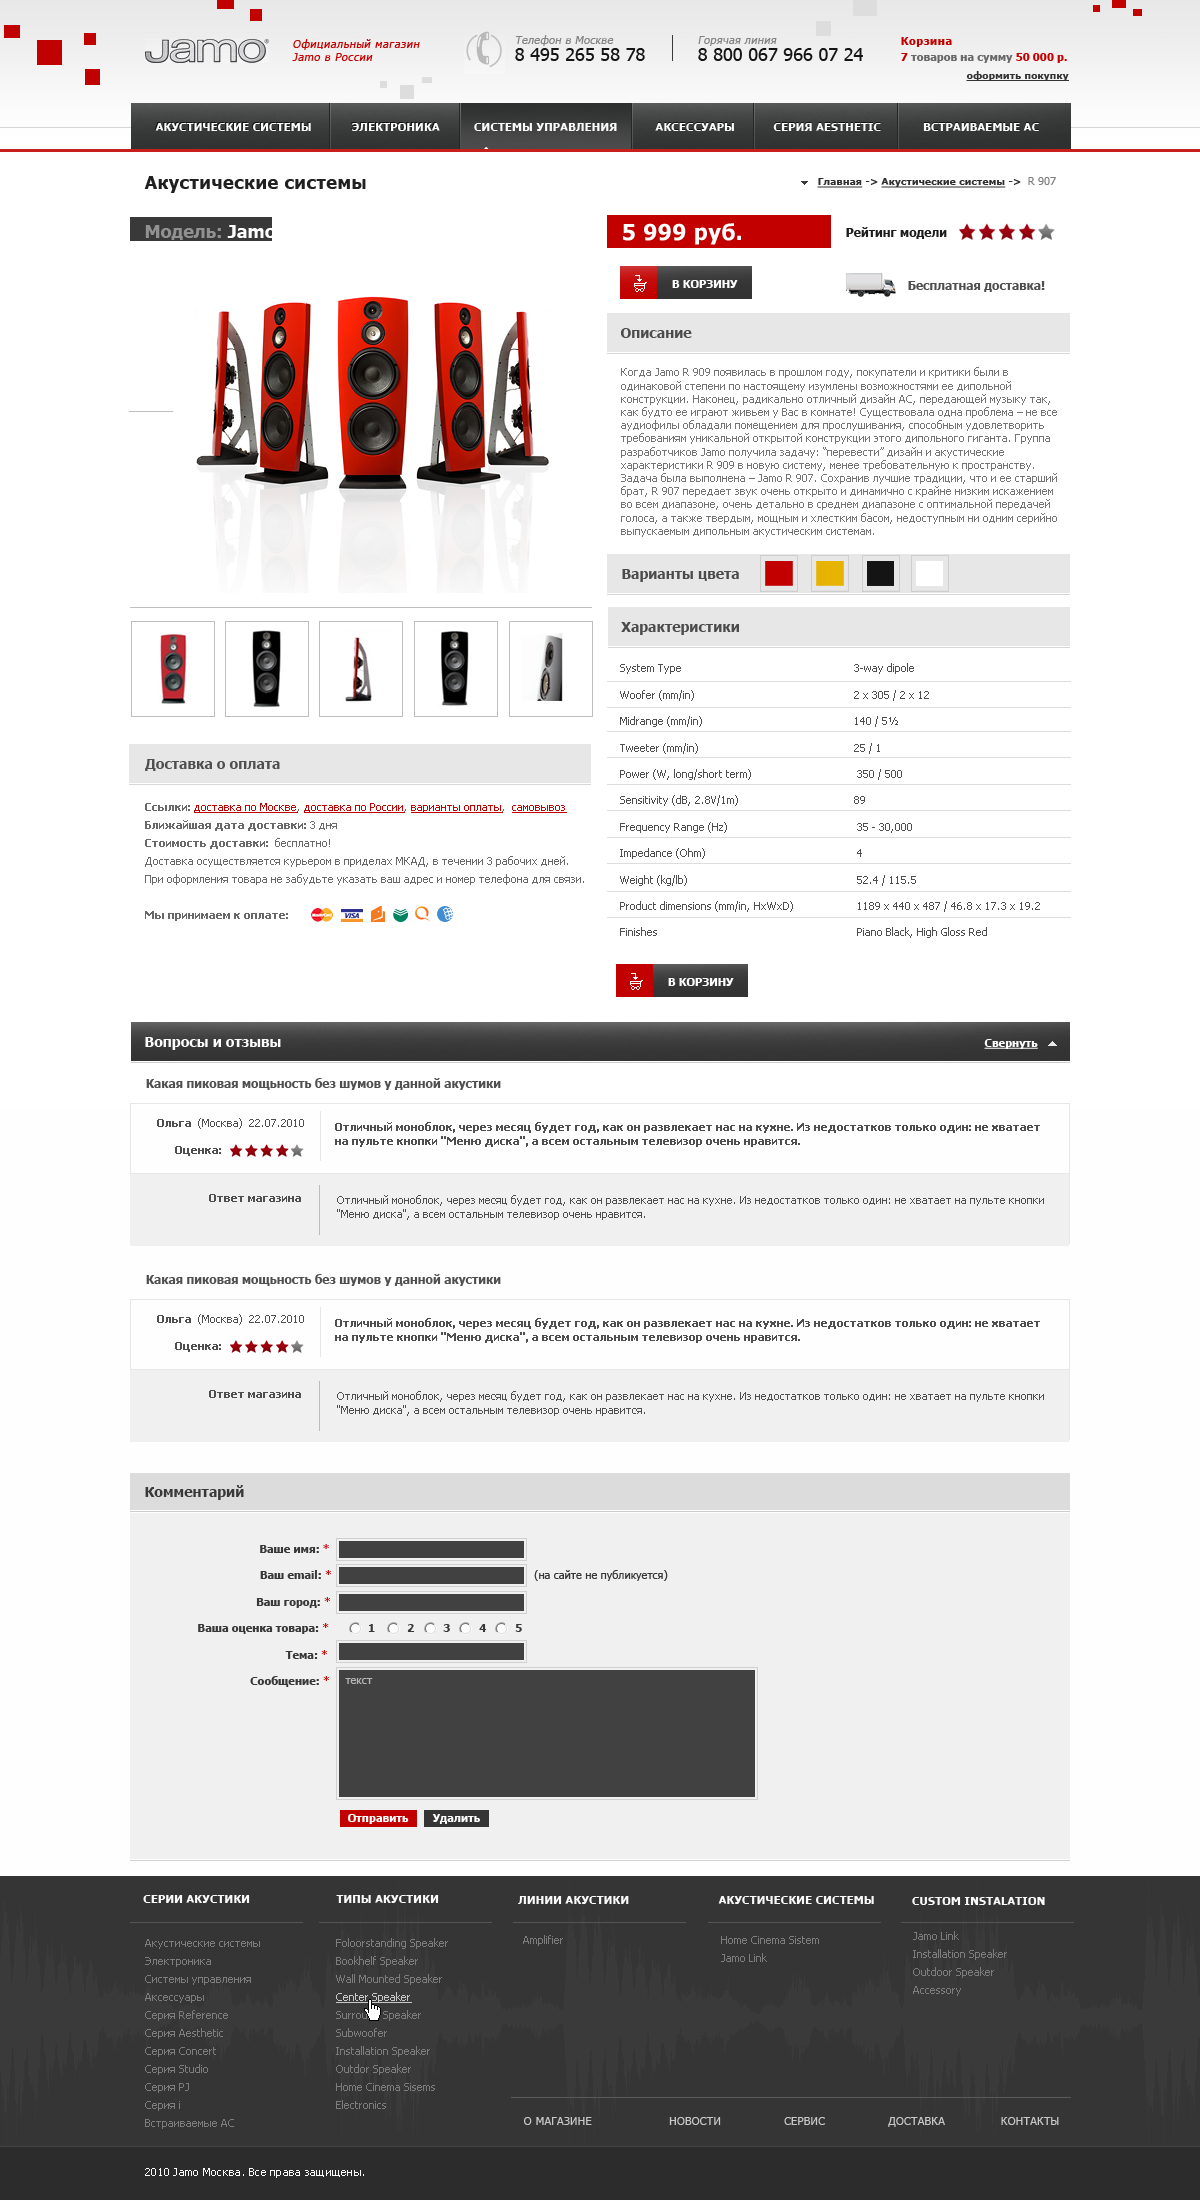 Jamo®
Официальный магазин
Jamo в России
Телефон в Москве
8 495 265 58 78
Горячая линия
8 800 067 966 07 24
Корзина
7 товаров на сумму 50 000 р.
оформить покупку
АКУСТИЧЕСКИЕ СИСТЕМЫ ЭЛЕКТРОНИКА СИСТЕМЫ УПРАВЛЕНИЯ АКСЕССУАРЫ СЕРИЯ AESTHETIC ВСТРАИВАЕМЫЕ АС
Акустические системы
Главная -> Акустические системы -> R 907
Модель: Jamo
5 999 руб.
Рейтинг модели
В КОРЗИНУ
Бесплатная доставка!
Описание
Когда Jamo R 909 появилась в прошлом году, покупатели и критики были в
одинаковой степени по настоящему изумлены возможностями ее дипольной
конструкции. Наконец, радикально отличный дизайн АС, передающей музыку так,
как будто ее играют живьем у Вас в комнате! Существовала одна проблема – не все
аудиофилы обладали помещением для прослушивания, способным удовлетворить
требованиям уникальной открытой конструкции этого дипольного гиганта. Группа
разработчиков Jamo получила задачу: "перевести” дизайн и акустические
характеристики R 909 в новую систему, менее требовательную к пространству.
Задача была выполнена – Jamo R 907. Сохранив лучшие традиции, что и ее старший
брат, R 907 передает звук очень открыто и динамично с крайне низким искажением
во всем диапазоне, очень детально в среднем диапазоне с оптимальной передачей
голоса, а также твердым, мощным и хлестким басом, недоступным ни одним серийно
выпускаемым дипольным акустическим системам.
Варианты цвета
Характеристики
System Type 3-way dipole
Woofer (mm/in) 2 x 305 / 2 x 12
Midrange (mm/in) 140 / 5½
Tweeter (mm/in) 25 / 1
Power (W, long/short term) 350 / 500
Sensitivity (dB, 2.8V/1m) 89
Frequency Range (Hz) 35 - 30,000
Impedance (Ohm) 4
Weight (kg/lb) 52.4 / 115.5
Product dimensions (mm/in, HxWxD) 1189 x 440 x 487 / 46.8 x 17.3 x 19.2
Finishes Piano Black, High Gloss Red
В КОРЗИНУ
Доставка о оплата
Ссылки: доставка по Москве, доставка по России, варианты оплаты, самовывоз
Ближайшая дата доставки: 3 дня
Стоимость доставки: бесплатно!
Доставка осуществляется курьером в приделах МКАД, в течении 3 рабочих дней.
При оформления товара не забудьте указать ваш адрес и номер телефона для связи.
Мы принимаем к оплате: MasterCard VISA
Вопросы и отзывы
Свернуть
Какая пиковая мощьность без шумов у данной акустики
Ольга (Москва) 22.07.2010
Оценка:
Отличный моноблок, через месяц будет год, как он развлекает нас на кухне. Из недостатков только один: не хватает
на пульте кнопки "Меню диска", а всем остальным телевизор очень нравится.
Ответ магазина
Отличный моноблок, через месяц будет год, как он развлекает нас на кухне. Из недостатков только один: не хватает на пульте кнопки
"Меню диска", а всем остальным телевизор очень нравится.
Какая пиковая мощьность без шумов у данной акустики
Ольга (Москва) 22.07.2010
Оценка:
Отличный моноблок, через месяц будет год, как он развлекает нас на кухне. Из недостатков только один: не хватает
на пульте кнопки "Меню диска", а всем остальным телевизор очень нравится.
Ответ магазина
Отличный моноблок, через месяц будет год, как он развлекает нас на кухне. Из недостатков только один: не хватает на пульте кнопки
"Меню диска", а всем остальным телевизор очень нравится.
Комментарий
Ваше имя: *
Ваш email: * (на сайте не публикуется)
Ваш город: *
Ваша оценка товара: * 1 2 3 4 5
Тема: *
Сообщение: * текст
Отправить Удалить
СЕРИИ АКУСТИКИ
Акустические системы
Электроника
Системы управления
Аксессуары
Серия Reference
Серия Aesthetic
Серия Concert
Серия Studio
Серия PJ
Серия i
Встраиваемые АС
ТИПЫ АКУСТИКИ
Foloorstanding Speaker
Bookhelf Speaker
Wall Mounted Speaker
Center Speaker
Surrou Speaker
Subwoofer
Installation Speaker
Outdor Speaker
Home Cinema Sisems
Electronics
ЛИНИИ АКУСТИКИ
Amplifier
АКУСТИЧЕСКИЕ СИСТЕМЫ
Home Cinema Sistem
Jamo Link
CUSTOM INSTALATION
Jamo Link
Installation Speaker
Outdoor Speaker
Accessory
О МАГАЗИНЕ НОВОСТИ СЕРВИС ДОСТАВКА КОНТАКТЫ
2010 Jamo Москва. Все права защищены.